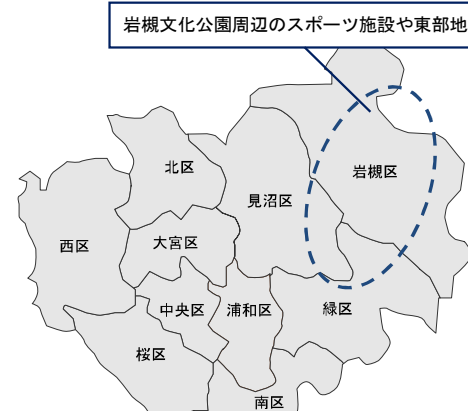 岩槻文化公園周辺のスポーツ施設や東部地
北区
岩槻区
見沼区
大宮区
西区
中央区
浦和区
緑区
桜区
南区